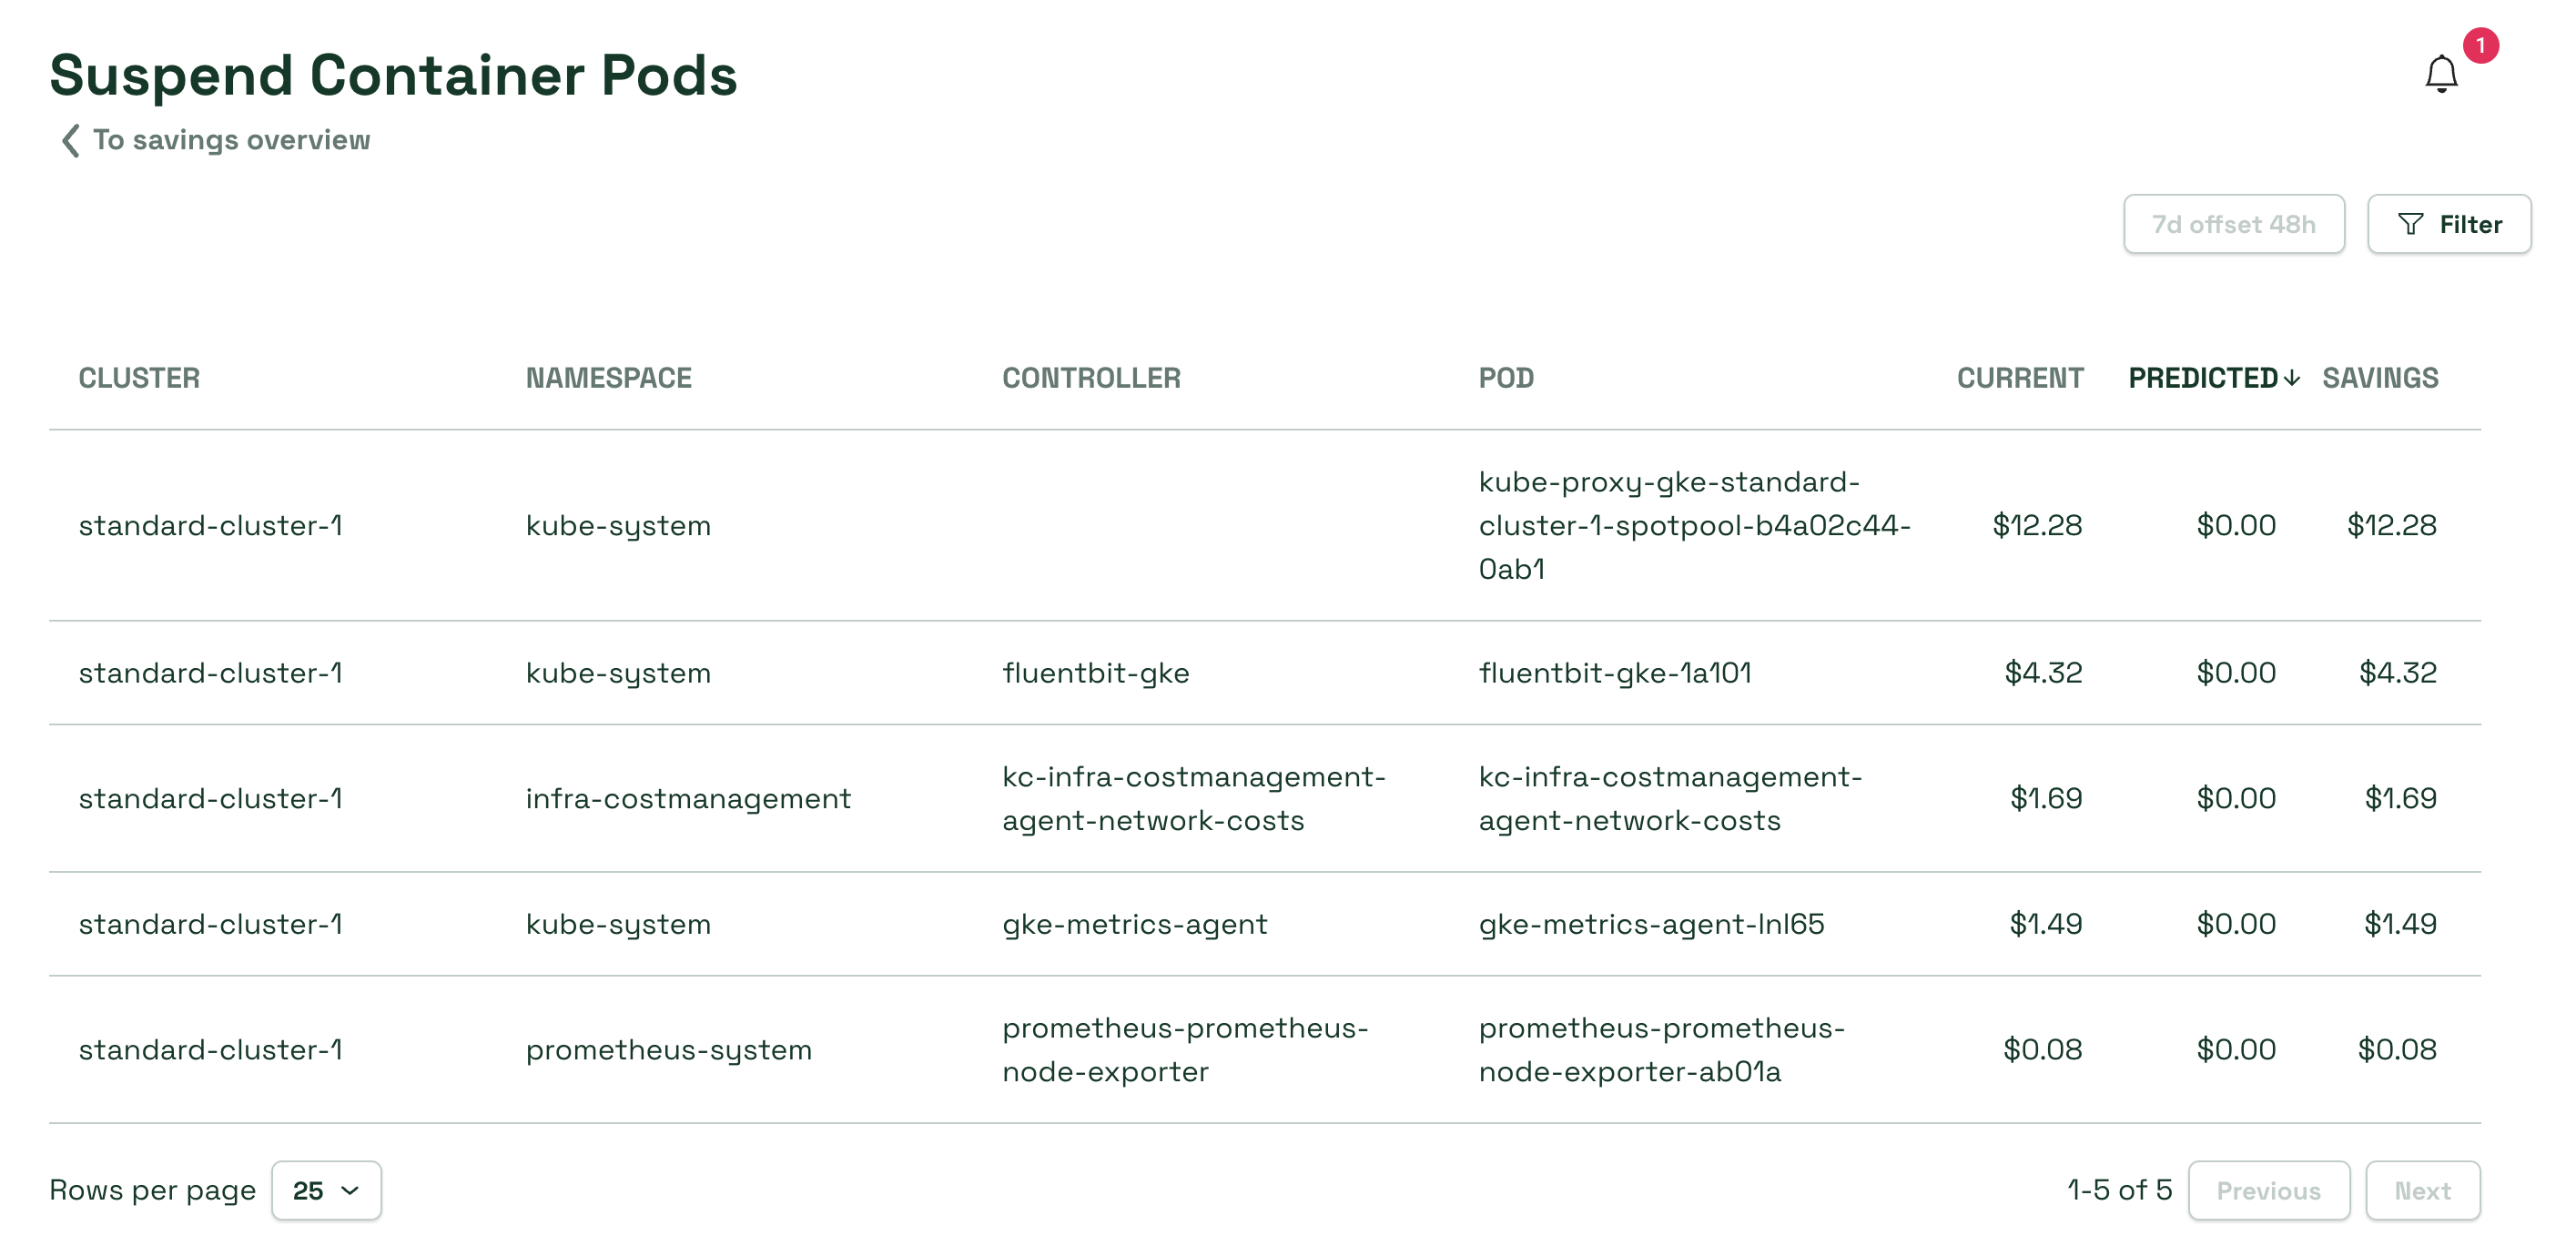 Suspend Container Pods
1
To savings overview
7d offset 48h
Filter
CLUSTER NAMESPACE CONTROLLER POD CURRENT PREDICTED↓ SAVINGS
kube-proxy-gke-standard-
standard-cluster-1 kube-system cluster-1-spotpool-b4a02c44- $12.28 $0.00 $12.28
0ab1
standard-cluster-1 kube-system fluentbit-gke fluentbit-gke-1a101 $4.32 $0.00 $4.32
kc-infra-costmanagement- kc-infra-costmanagement-
standard-cluster-1 infra-costmanagement $1.69 $0.00 $1.69
agent-network-costs agent-network-costs
standard-cluster-1 kube-system gke-metrics-agent gke-metrics-agent-lnl65 $1.49 $0.00 $1.49
prometheus-prometheus- prometheus-prometheus-
standard-cluster-1 prometheus-system $0.08 $0.00 $0.08
node-exporter node-exporter-ab01a
Rows per page 25 1-5 of 5 Previous Next